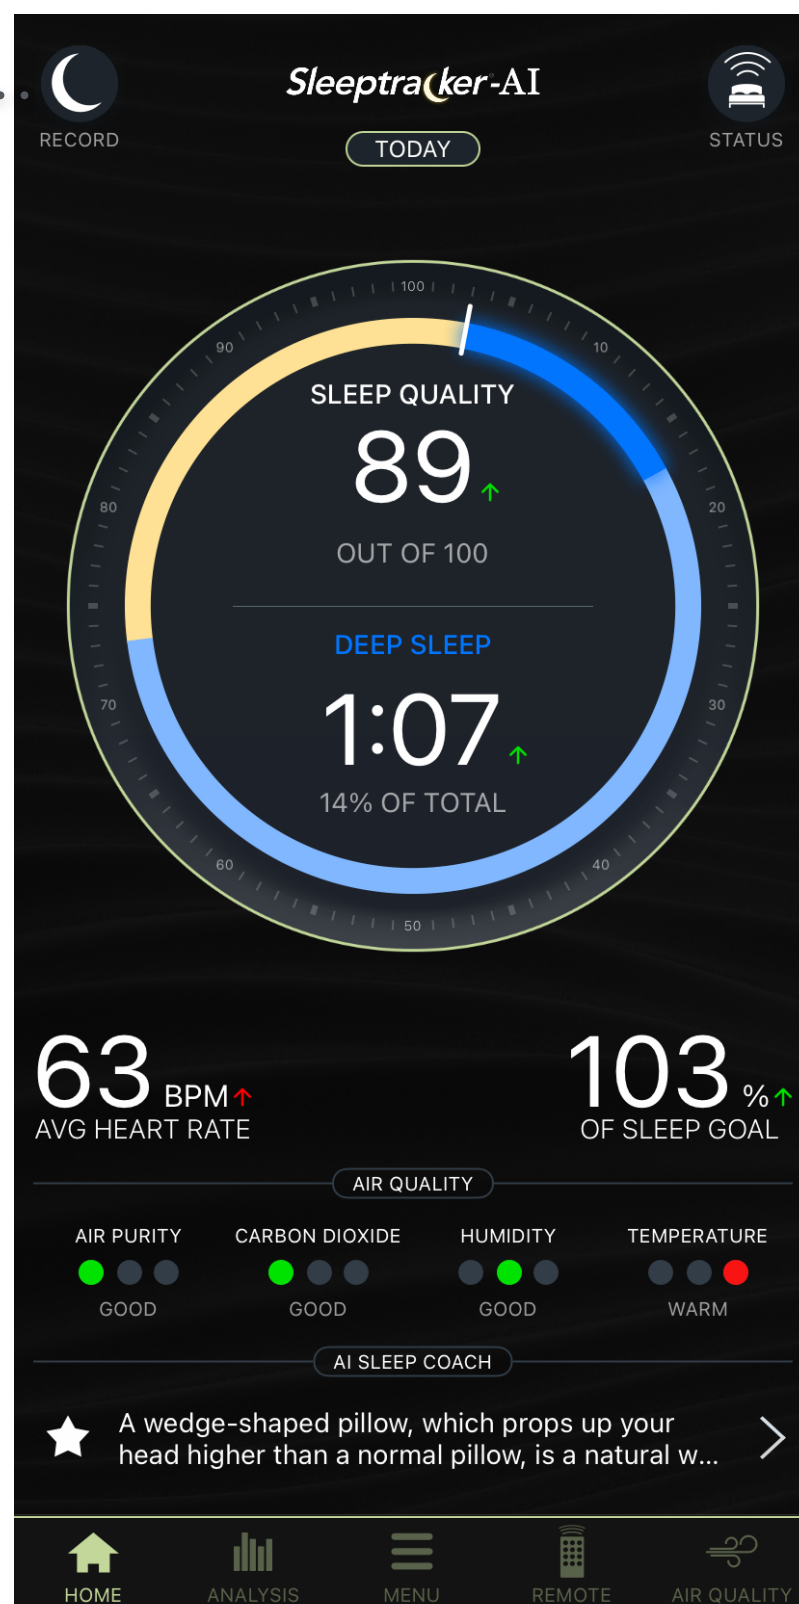 Sleeptracker®-AI
RECORD
STATUS
TODAY
100
90
10
80
20
70
30
60
40
50
SLEEP QUALITY
89
OUT OF 100
DEEP SLEEP
1:07
14% OF TOTAL
63 BPM
AVG HEART RATE
103 %
OF SLEEP GOAL
AIR QUALITY
AIR PURITY
CARBON DIOXIDE
HUMIDITY
TEMPERATURE
GOOD
GOOD
GOOD
WARM
AI SLEEP COACH
A wedge-shaped pillow, which props up your
head higher than a normal pillow, is a natural w...
HOME
ANALYSIS
MENU
REMOTE
AIR QUALITY